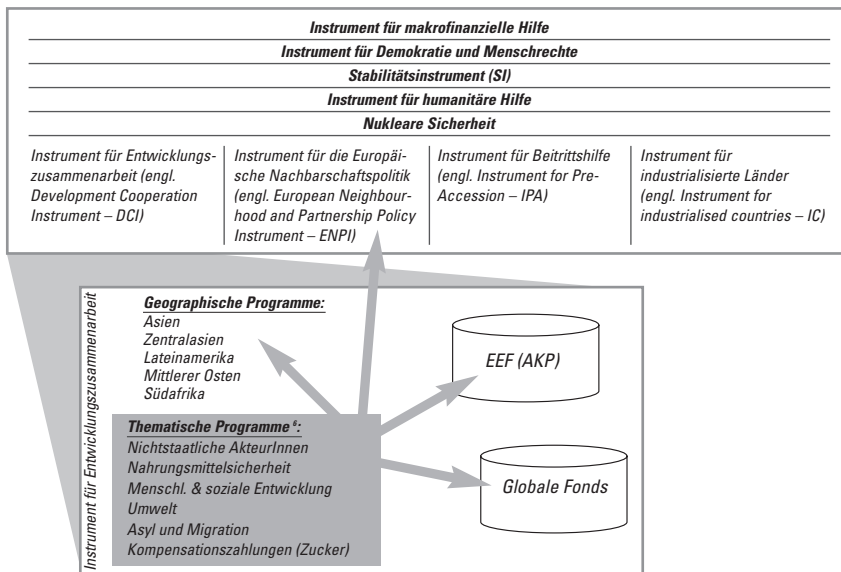 Instrument für makrofinanzielle Hilfe
Instrument für Demokratie und Menschrechte
Stabilitätsinstrument (SI)
Instrument für humanitäre Hilfe
Nukleare Sicherheit
Instrument für Entwicklungs-
zusammenarbeit (engl.
Development Cooperation
Instrument – DCI)
Instrument für die Europäi-
sche Nachbarschaftspolitik
(engl. European Neighbour-
hood and Partnership Policy
Instrument – ENPI)
Instrument für Beitrittshilfe
(engl. Instrument for Pre-
Accession – IPA)
Instrument für
industrialisierte Länder
(engl. Instrument for
industrialised countries – IC)
Instrument für Entwicklungszusammenarbeit
Geographische Programme:
Asien
Zentralasien
Lateinamerika
Mittlerer Osten
Südafrika
Thematische Programme ⁶:
Nichtstaatliche AkteurInnen
Nahrungsmittelsicherheit
Menschl. & soziale Entwicklung
Umwelt
Asyl und Migration
Kompensationszahlungen (Zucker)
EEF (AKP)
Globale Fonds